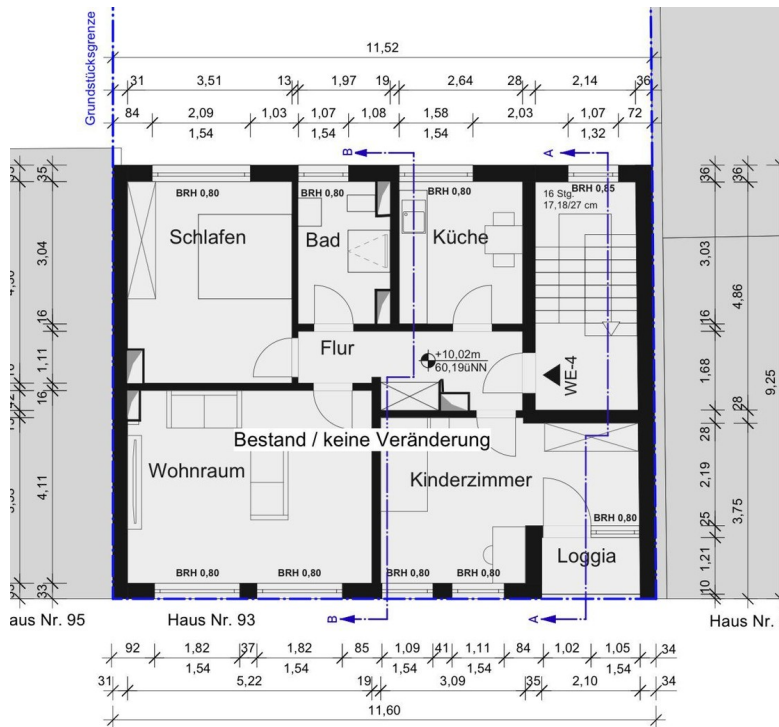 Grundstücksgrenze
11,52
31 3,51 13 1,97 19 2,64 28 2,14 36
84 2,09 1,03 1,07 1,08 1,58 2,03 1,07 72
1,54 1,54 1,54 1,32
B A
35 BRH 0,80 BRH 0,80 BRH 0,80 BRH 0,85 36 36
16 Stg.
17,18/27 cm
Schlafen Bad Küche
3,04 3,03 4,86
16 16
Flur
+10,02m
60,19üNN
1,11 1,68 9,25
WE-4
16 28
Bestand / keine Veränderung
28
Wohnraum Kinderzimmer
4,11 2,19 3,75
BRH 0,80
25
Loggia
1,21
BRH 0,80 BRH 0,80 BRH 0,80 BRH 0,80
33 10
aus Nr. 95 Haus Nr. 93 B A Haus Nr.
92 1,82 37 1,82 85 1,09 41 1,11 84 1,02 1,05 34
1,54 1,54 1,54 1,54 1,54
31 5,22 19 3,09 35 2,10 34
11,60